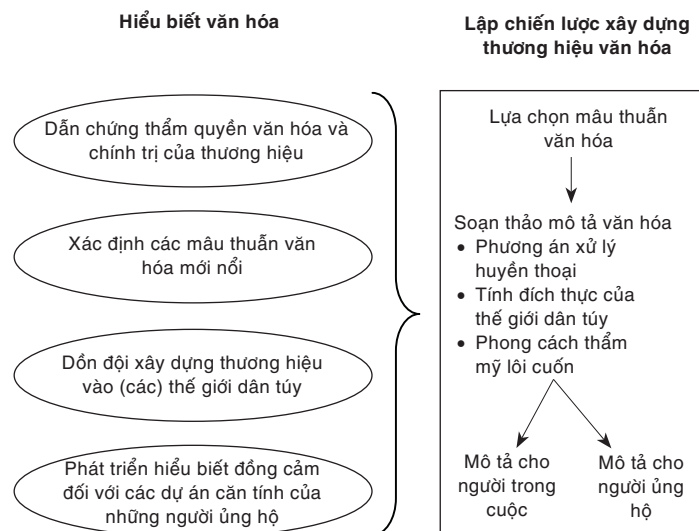 Hiểu biết văn hóa
Dẫn chứng thẩm quyền văn hóa và
chính trị của thương hiệu
Xác định các mâu thuẫn văn
hóa mới nổi
Dồn đội xây dựng thương hiệu
vào (các) thế giới dân túy
Phát triển hiểu biết đồng cảm
đối với các dự án căn tính của
những người ủng hộ
Lập chiến lược xây dựng
thương hiệu văn hóa
Lựa chọn mâu thuẫn
văn hóa
Soạn thảo mô tả văn hóa
• Phương án xử lý
huyền thoại
• Tính đích thực của
thế giới dân túy
• Phong cách thẩm
mỹ lôi cuốn
Mô tả cho
người trong
cuộc
Mô tả cho
người ủng
hộ